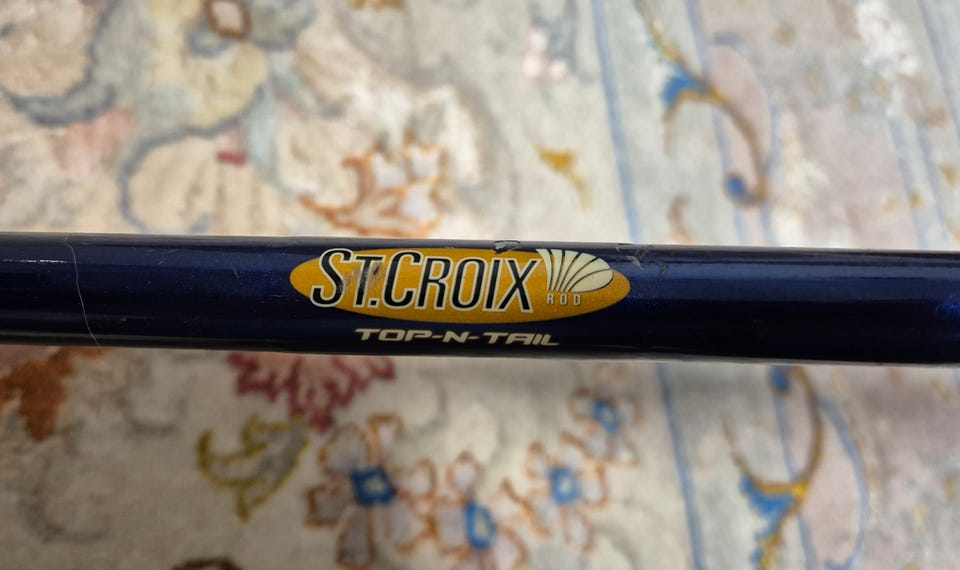 ST.CROIX
ROD
TOP-N-TAIL